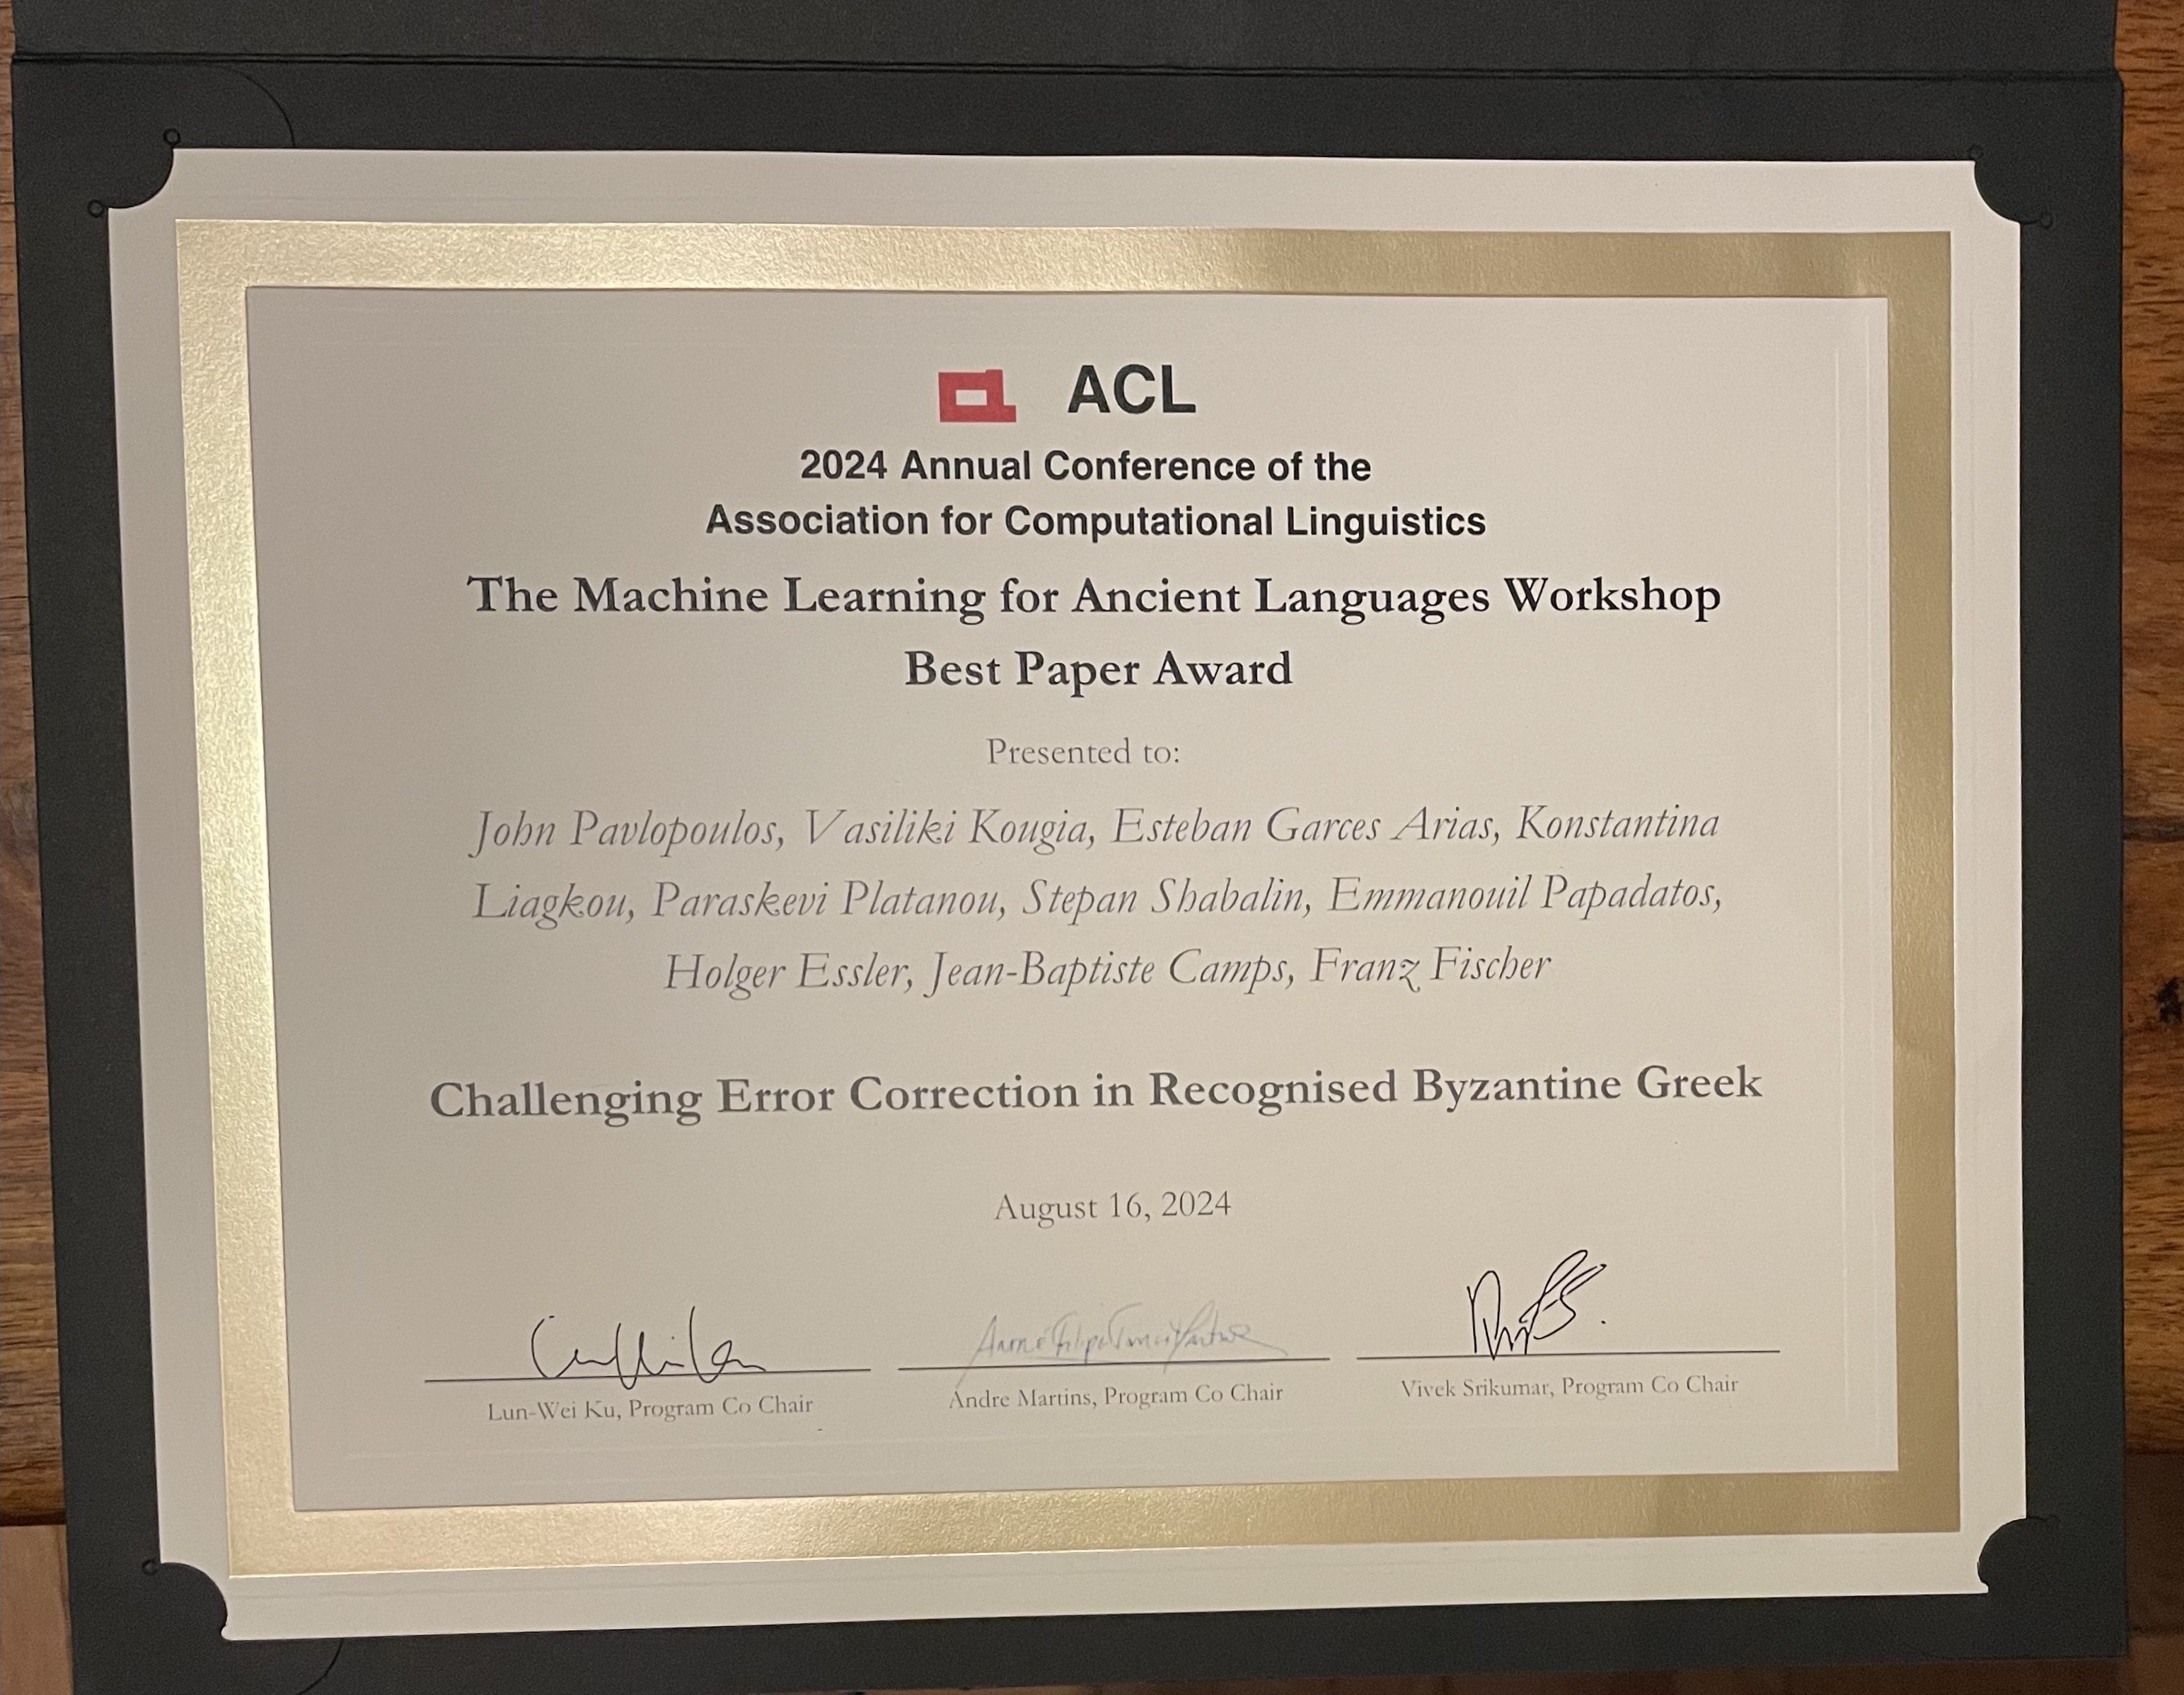 ACL
2024 Annual Conference of the
Association for Computational Linguistics
The Machine Learning for Ancient Languages Workshop
Best Paper Award
Presented to:
John Pavlopoulos, Vasiliki Kougia, Esteban Garces Arias, Konstantina
Liagkou, Paraskevi Platanou, Stepan Shabalin, Emmanouil Papadatos,
Holger Essler, Jean-Baptiste Camps, Franz Fischer
Challenging Error Correction in Recognised Byzantine Greek
August 16, 2024
Lun-Wei Ku, Program Co Chair
Andre Martins, Program Co Chair
Vivek Srikumar, Program Co Chair